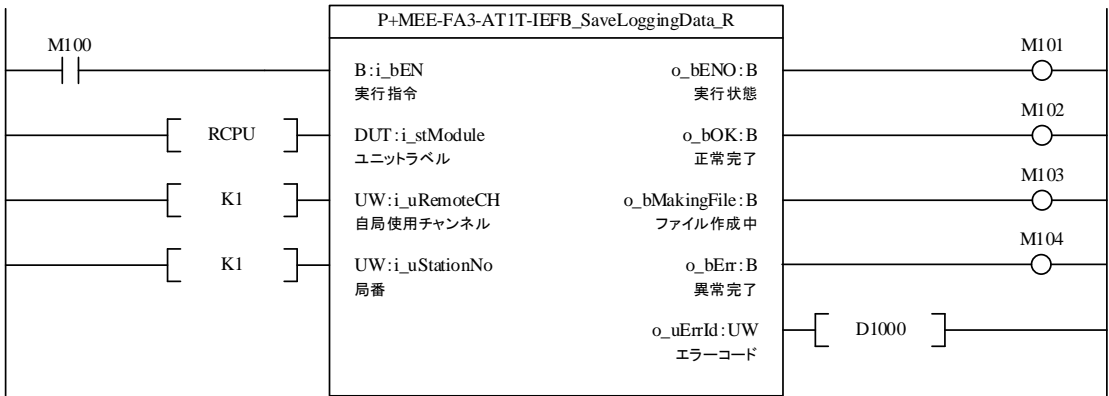 P+MEE-FA3-AT1T-IEFB_SaveLoggingData_R
M100
M101
B:i_bEN
o_bENO:B
実行指令
実行状態
M102
RCPU
DUT:i_stModule
o_bOK:B
ユニットラベル
正常完了
M103
K1
UW:i_uRemoteCH
o_bMakingFile:B
自局使用チャンネル
ファイル作成中
M104
K1
UW:i_uStationNo
o_bErr:B
局番
異常完了
o_uErrId:UW
D1000
エラーコード